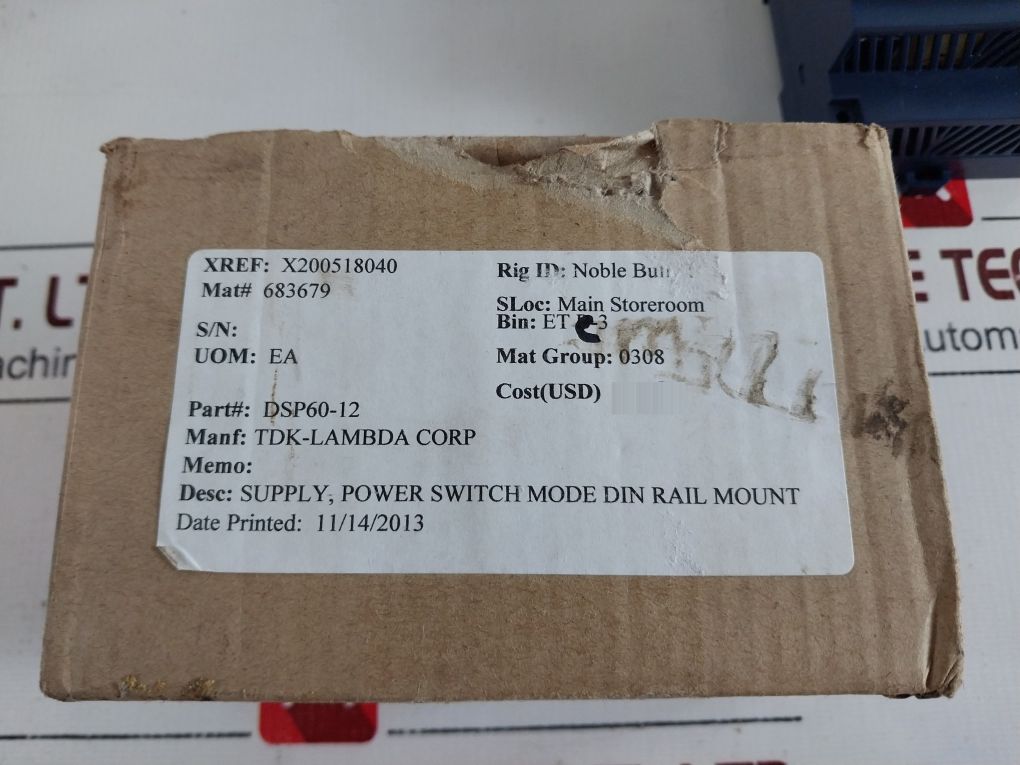 XREF: X200518040
Mat# 683679
S/N:
UOM: EA
Part#: DSP60-12
Manf: TDK-LAMBDA CORP
Memo:
Desc: SUPPLY, POWER SWITCH MODE DIN RAIL MOUNT
Date Printed: 11/14/2013
Rig ID: Noble
SLoc: Main Storeroom
Bin: ET
Mat Group: 0308
Cost(USD)